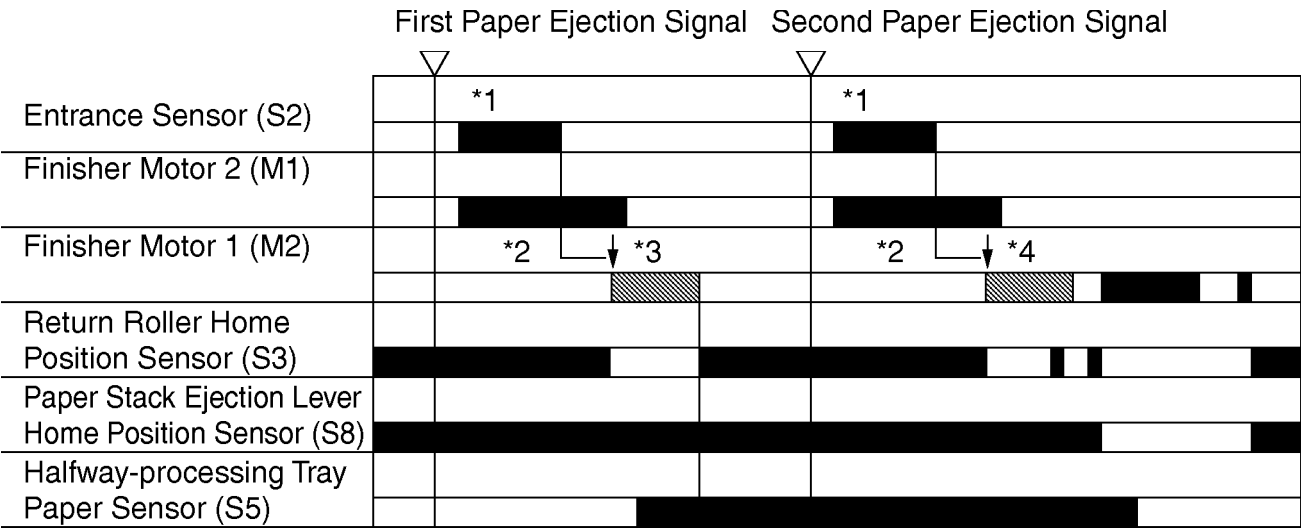 First Paper Ejection Signal Second Paper Ejection Signal
*1 *1
Entrance Sensor (S2)
Finisher Motor 2 (M1)
Finisher Motor 1 (M2)
*2 *3 *2 *4
Return Roller Home
Position Sensor (S3)
Paper Stack Ejection Lever
Home Position Sensor (S8)
Halfway-processing Tray
Paper Sensor (S5)